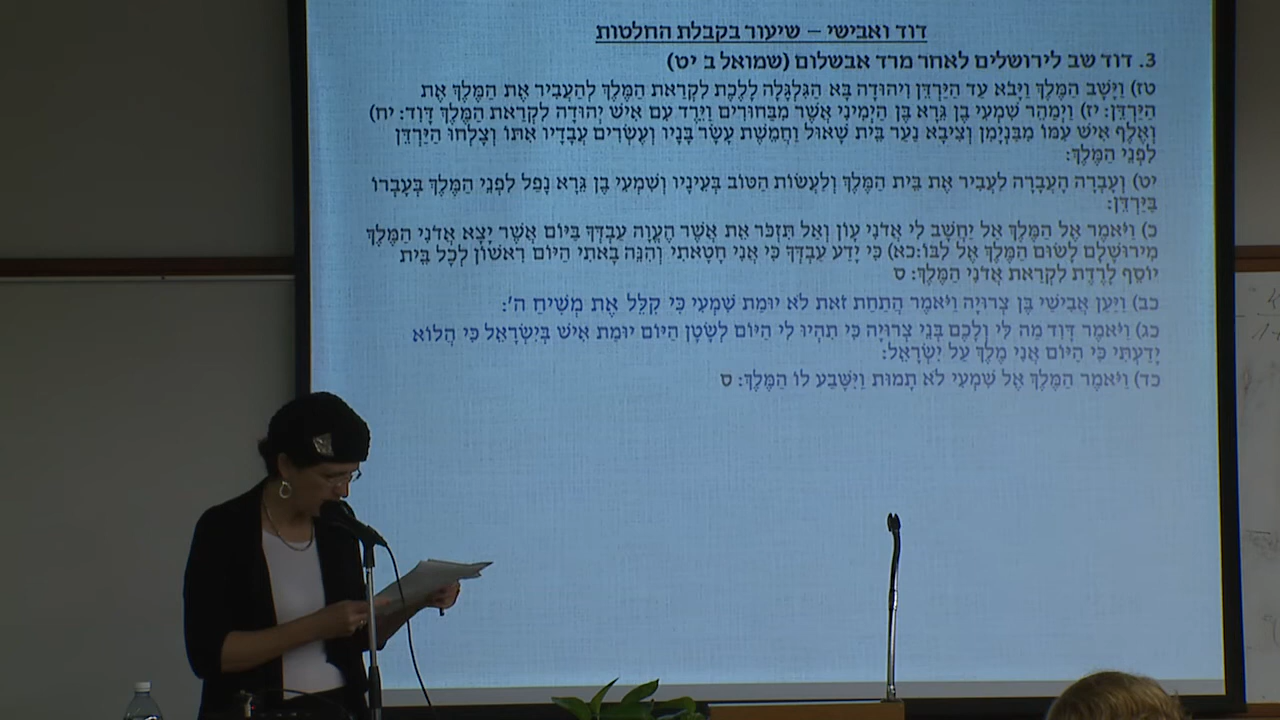 דוד ואבישי – שיעור בקבלת החלטות
3. דוד שב לירושלים לאחר מרד אבשלום (שמואל ב יט)
טז) וַיָּשָׁב הַמֶּלֶךְ וַיָּבֹא עַד הַיַּרְדֵּן וִיהוּדָה בָּא הַגִּלְגָּלָה לָלֶכֶת לִקְרַאת הַמֶּלֶךְ לְהַעֲבִיר אֶת הַמֶּלֶךְ אֶת
הַיַּרְדֵּן: יז) וַיְמַהֵר שִׁמְעִי בֶן גֵּרָא בֶּן הַיְמִינִי אֲשֶׁר מִבַּחוּרִים וַיֵּרֶד עִם אִישׁ יְהוּדָה לִקְרַאת הַמֶּלֶךְ דָּוִד: יח)
וְאֶלֶף אִישׁ עִמּוֹ מִבִּנְיָמִן וְצִיבָא נַעַר בֵּית שָׁאוּל וַחֲמֵשֶׁת עָשָׂר בָּנָיו וְעֶשְׂרִים עֲבָדָיו אִתּוֹ וְצָלְחוּ הַיַּרְדֵּן
לִפְנֵי הַמֶּלֶךְ:
יט) וְעָבְרָה הָעֲבָרָה לַעֲבִיר אֶת בֵּית הַמֶּלֶךְ וְלַעֲשׂוֹת הַטּוֹב בְּעֵינָיו וְשִׁמְעִי בֶן גֵּרָא נָפַל לִפְנֵי הַמֶּלֶךְ בְּעָבְרוֹ
בַּיַּרְדֵּן:
כ) וַיֹּאמֶר אֶל הַמֶּלֶךְ אַל יַחֲשָׁב לִי אֲדֹנִי עָוֹן וְאַל תִּזְכֹּר אֵת אֲשֶׁר הֶעֱוָה עַבְדְּךָ בַּיּוֹם אֲשֶׁר יָצָא אֲדֹנִי הַמֶּלֶךְ
מִירוּשָׁלִָם לָשׂוּם הַמֶּלֶךְ אֶל לִבּוֹ:כא) כִּי יָדַע עַבְדְּךָ כִּי אֲנִי חָטָאתִי וְהִנֵּה בָאתִי הַיּוֹם רִאשׁוֹן לְכָל בֵּית
יוֹסֵף לָרֶדֶת לִקְרַאת אֲדֹנִי הַמֶּלֶךְ: ס
כב) וַיַּעַן אֲבִישַׁי בֶּן צְרוּיָה וַיֹּאמֶר הֲתַחַת זֹאת לֹא יוּמַת שִׁמְעִי כִּי קִלֵּל אֶת מְשִׁיחַ ה':
כג) וַיֹּאמֶר דָּוִד מַה לִּי וְלָכֶם בְּנֵי צְרוּיָה כִּי תִהְיוּ לִי הַיּוֹם לְשָׂטָן הַיּוֹם יוּמַת אִישׁ בְּיִשְׂרָאֵל כִּי הֲלוֹא
יָדַעְתִּי כִּי הַיּוֹם אֲנִי מֶלֶךְ עַל יִשְׂרָאֵל:
כד) וַיֹּאמֶר הַמֶּלֶךְ אֶל שִׁמְעִי לֹא תָמוּת וַיִּשָּׁבַע לוֹ הַמֶּלֶךְ: ס